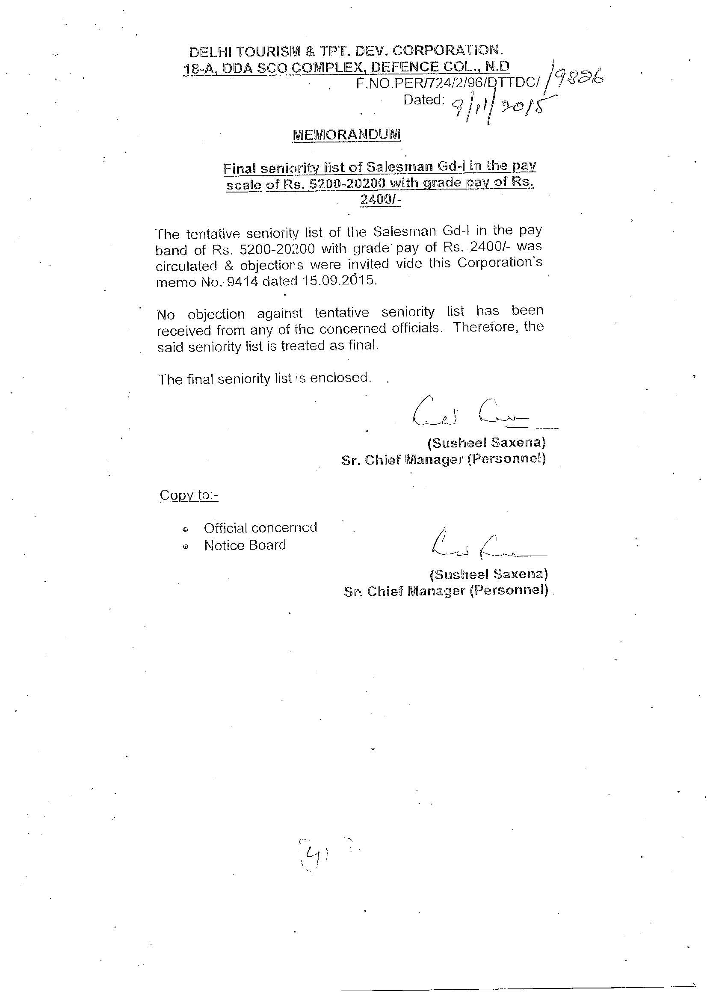 DELHI TOURISM & TPT. DEV. CORPORATION.
18-A, DDA SCO COMPLEX, DEFENCE COL., N.D
F.NO.PER/724/2/96/DTTDC/ 19826
Dated: 9/11/2015
MEMORANDUM
Final seniority list of Salesman Gd-I in the pay
scale of Rs. 5200-20200 with grade pay of Rs.
2400/-
The tentative seniority list of the Salesman Gd-I in the pay
band of Rs. 5200-20200 with grade pay of Rs. 2400/- was
circulated & objections were invited vide this Corporation's
memo No. 9414 dated 15.09.2015.
No objection against tentative seniority list has been
received from any of the concerned officials. Therefore, the
said seniority list is treated as final.
The final seniority list is enclosed.
(Susheel Saxena)
Sr. Chief Manager (Personnel)
Copy to:-
Official concerned
Notice Board
(Susheel Saxena)
Sr. Chief Manager (Personnel)